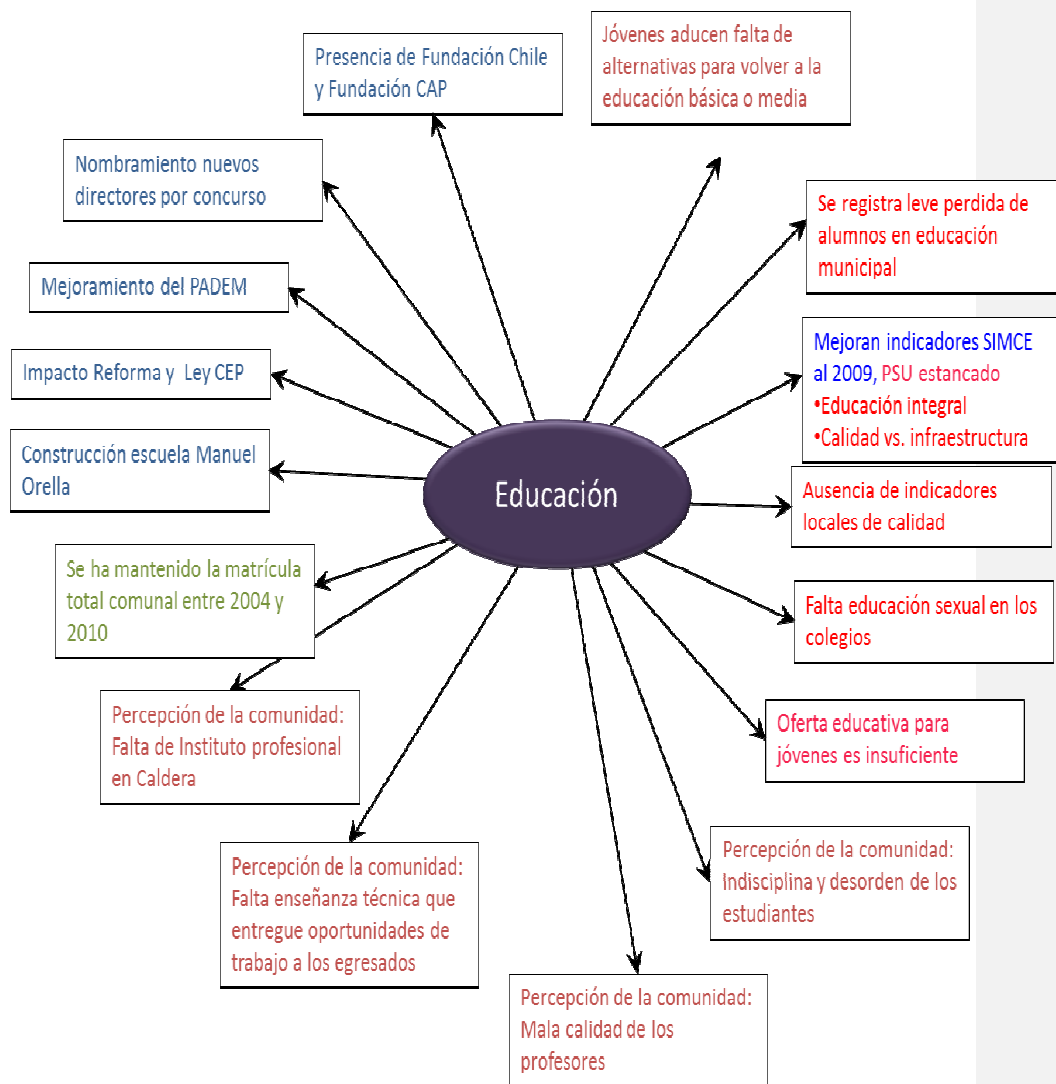 Presencia de Fundación Chile
y Fundación CAP
Jóvenes aducen falta de
alternativas para volver a la
educación básica o media
Nombramiento nuevos
directores por concurso
Se registra leve perdida de
alumnos en educación
municipal
Mejoramiento del PADEM
Mejoran indicadores SIMCE
al 2009, PSU estancado
•Educación integral
•Calidad vs. infraestructura
Impacto Reforma y Ley CEP
Construcción escuela Manuel
Orella
Educación
Ausencia de indicadores
locales de calidad
Se ha mantenido la matrícula
total comunal entre 2004 y
2010
Falta educación sexual en los
colegios
Percepción de la comunidad:
Falta de Instituto profesional
en Caldera
Oferta educativa para
jóvenes es insuficiente
Percepción de la comunidad:
Falta enseñanza técnica que
entregue oportunidades de
trabajo a los egresados
Percepción de la comunidad:
Indisciplina y desorden de los
estudiantes
Percepción de la comunidad:
Mala calidad de los
profesores